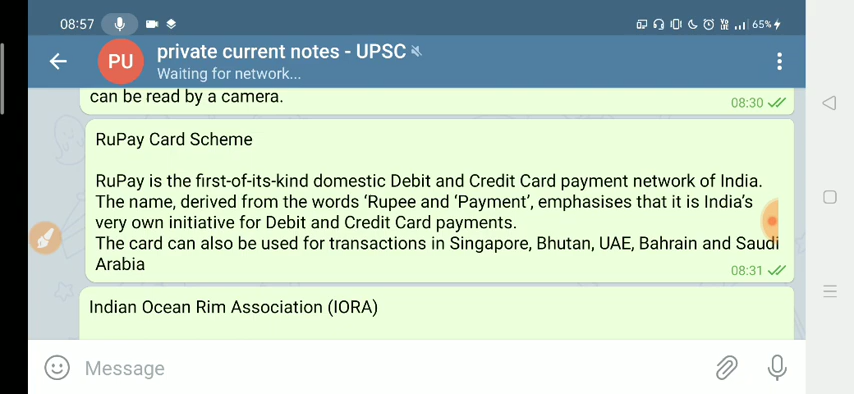 08:57
65%
PU
private current notes - UPSC
Waiting for network...
can be read by a camera.
08:30
RuPay Card Scheme
RuPay is the first-of-its-kind domestic Debit and Credit Card payment network of India.
The name, derived from the words ‘Rupee and ‘Payment’, emphasises that it is India’s
very own initiative for Debit and Credit Card payments.
The card can also be used for transactions in Singapore, Bhutan, UAE, Bahrain and Saudi
Arabia
08:31
Indian Ocean Rim Association (IORA)
Message